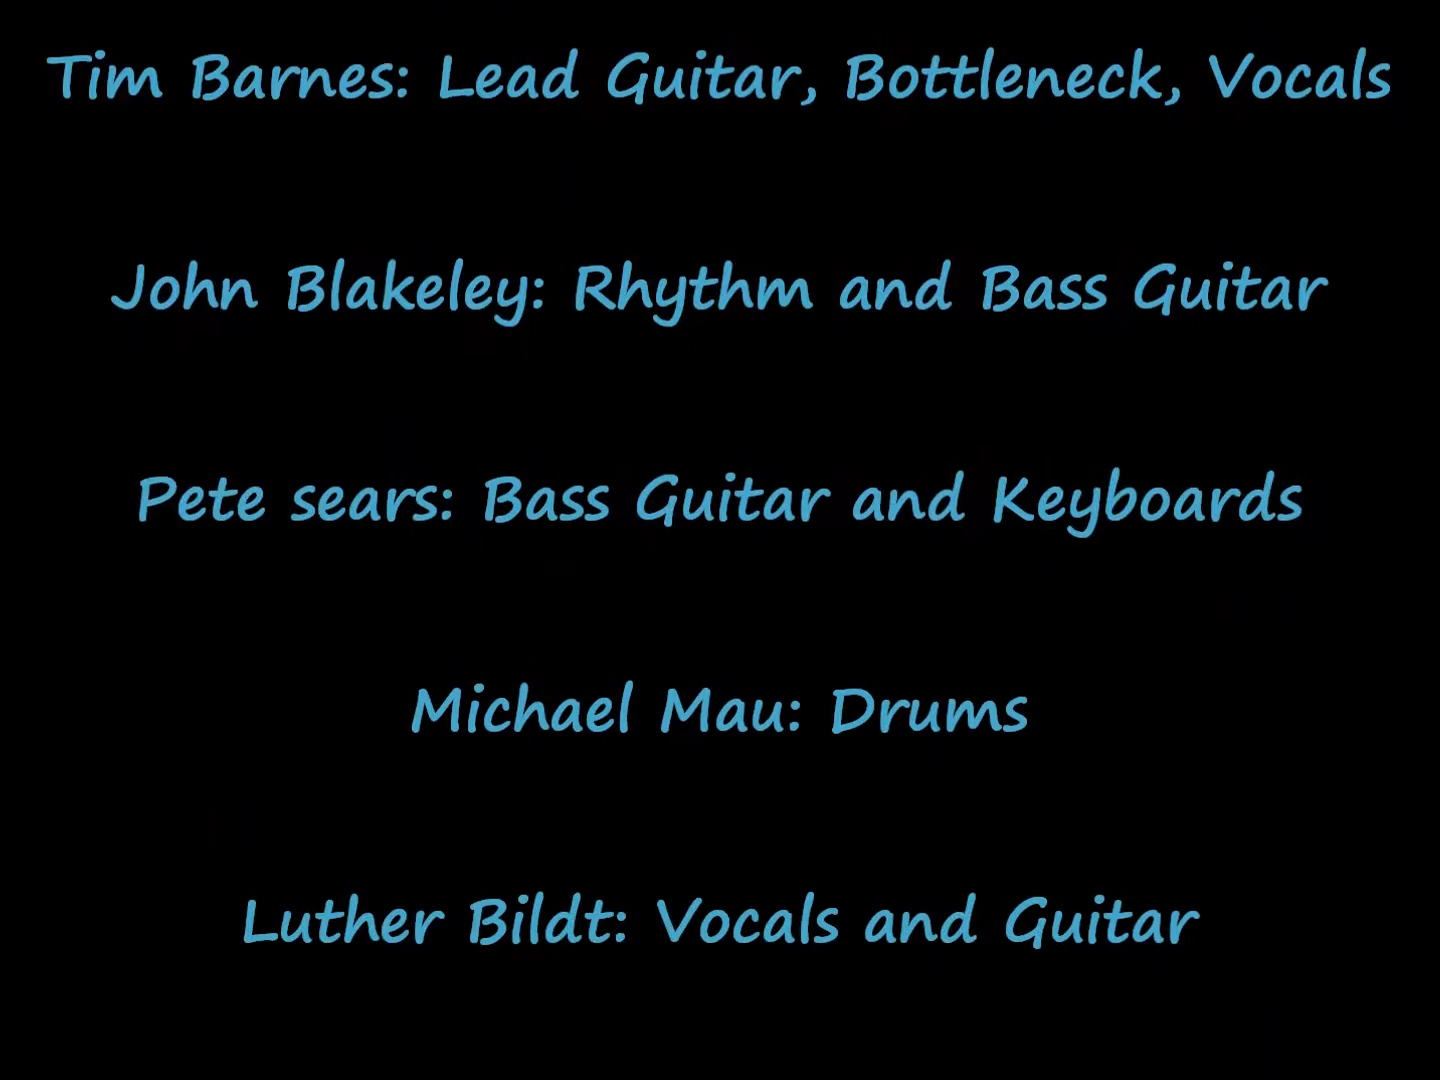 Tim Barnes: Lead Guitar, Bottleneck, Vocals
John Blakeley: Rhythm and Bass Guitar
Pete sears: Bass Guitar and Keyboards
Michael Mau: Drums
Luther Bildt: Vocals and Guitar